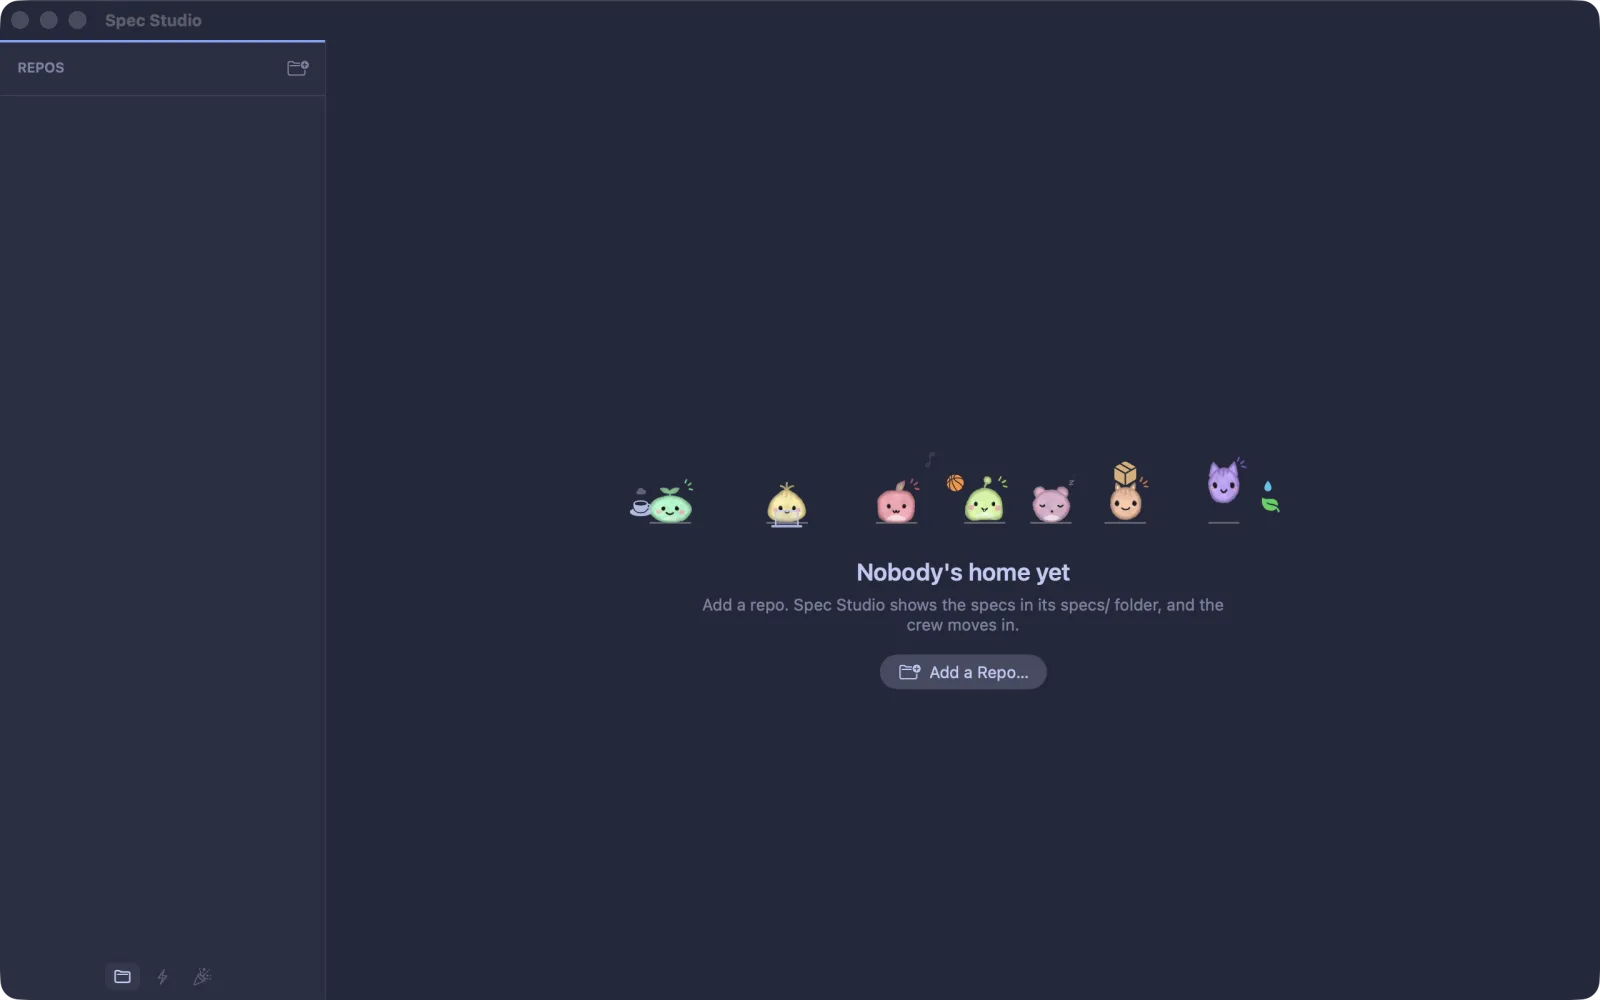 Spec Studio
REPOS
z
Nobody's home yet
Add a repo. Spec Studio shows the specs in its specs/ folder, and the
crew moves in.
Add a Repo...